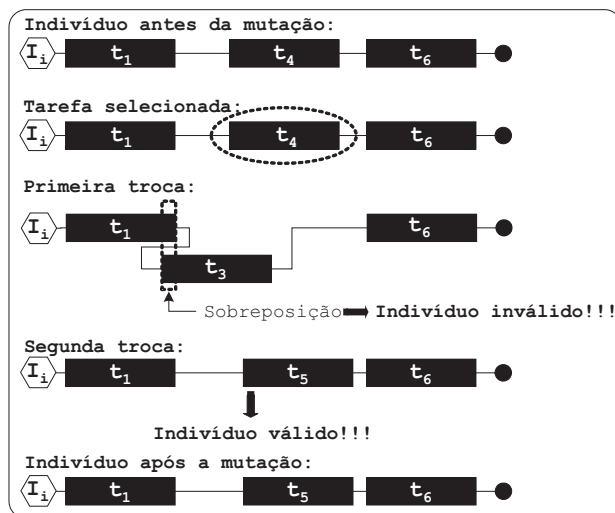 Indivíduo antes da mutação:
Ii t1 t4 t6
Tarefa selecionada:
Ii t1 t4 t6
Primeira troca:
Ii t1 t6
t3
Sobreposição Indivíduo inválido!!!
Segunda troca:
Ii t1 t5 t6
Indivíduo válido!!!
Indivíduo após a mutação:
Ii t1 t5 t6